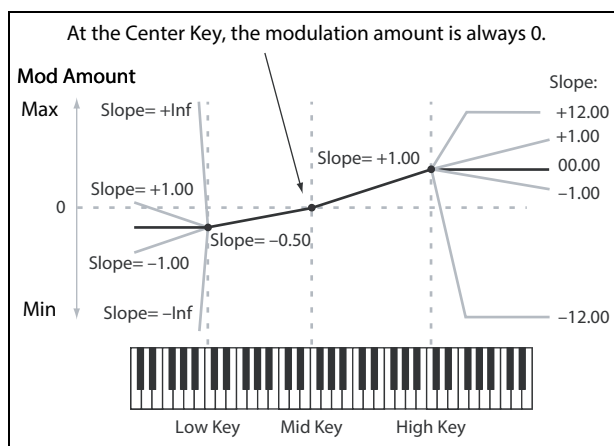 At the Center Key, the modulation amount is always 0.
Mod Amount
Slope:
Max
Slope= +Inf
+12.00
Slope= +1.00
+1.00
00.00
Slope= +1.00
–1.00
0
Slope= –0.50
Slope= –1.00
Min
Slope= –Inf
–12.00
Low Key
Mid Key
High Key